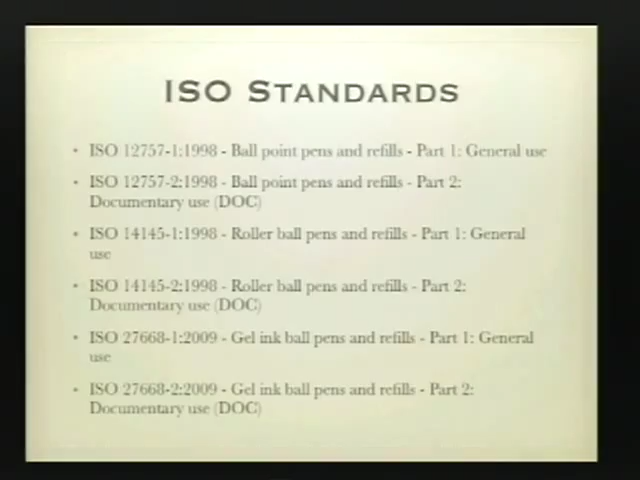 ISO STANDARDS
• ISO 12757-1:1998 - Ball point pens and refills - Part 1: General use
• ISO 12757-2:1998 - Ball point pens and refills - Part 2:
Documentary use (DOC)
• ISO 14145-1:1998 - Roller ball pens and refills - Part 1: General
use
• ISO 14145-2:1998 - Roller ball pens and refills - Part 2:
Documentary use (DOC)
• ISO 27668-1:2009 - Gel ink ball pens and refills - Part 1: General
use
• ISO 27668-2:2009 - Gel ink ball pens and refills - Part 2:
Documentary use (DOC)